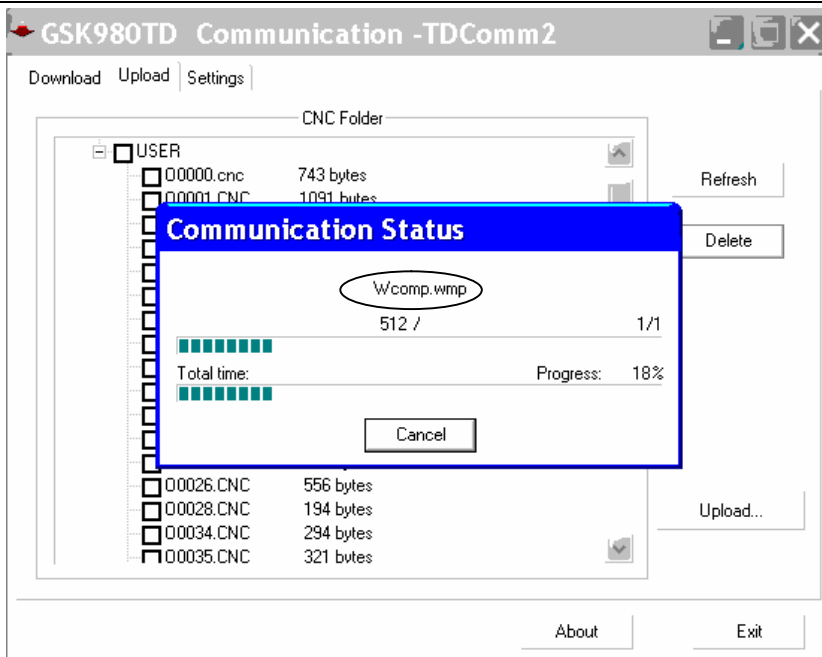 GSK980TD Communication -TDComm2
Download Upload Settings
CNC Folder
USER
O0000.cnc 743 bytes
O0001.CNC 1091 bytes
Refresh
Delete
Communication Status
Wcomp.wmp
512 / 1/1
Total time: Progress: 18%
Cancel
O0026.CNC 556 bytes
O0028.CNC 194 bytes
O0034.CNC 294 bytes
O0035.CNC 321 bytes
Upload...
About Exit